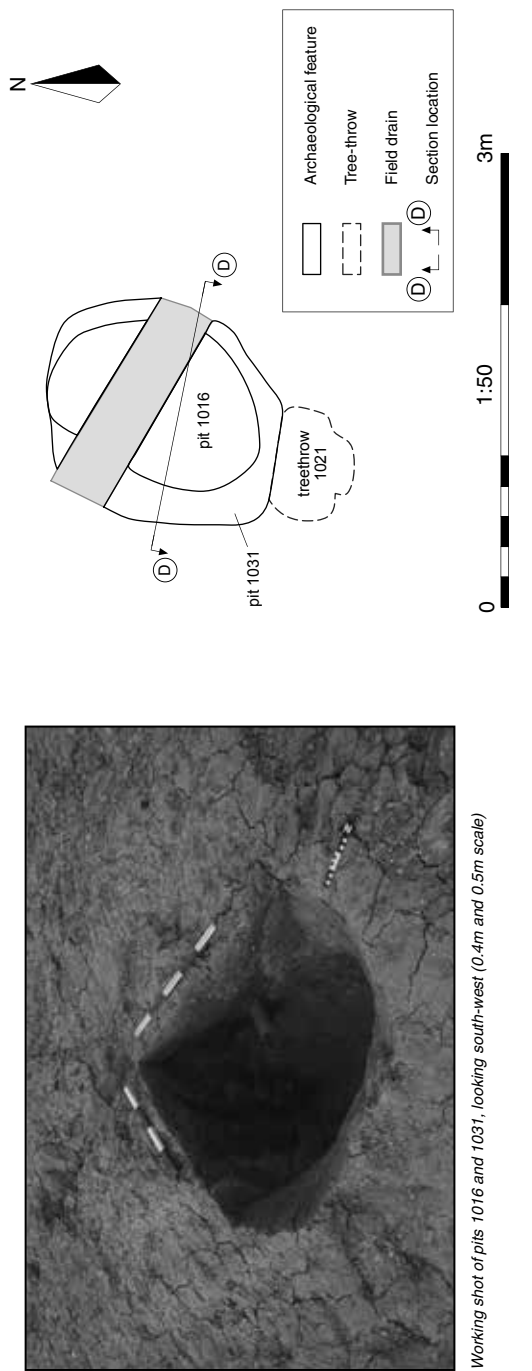 Working shot of pits 1016 and 1031, looking south-west (0.4m and 0.5m scale)
N
D
D
pit 1016
pit 1031
treethrow
1021
Archaeological feature
Tree-throw
Field drain
D
D
Section location
0
1:50
3m